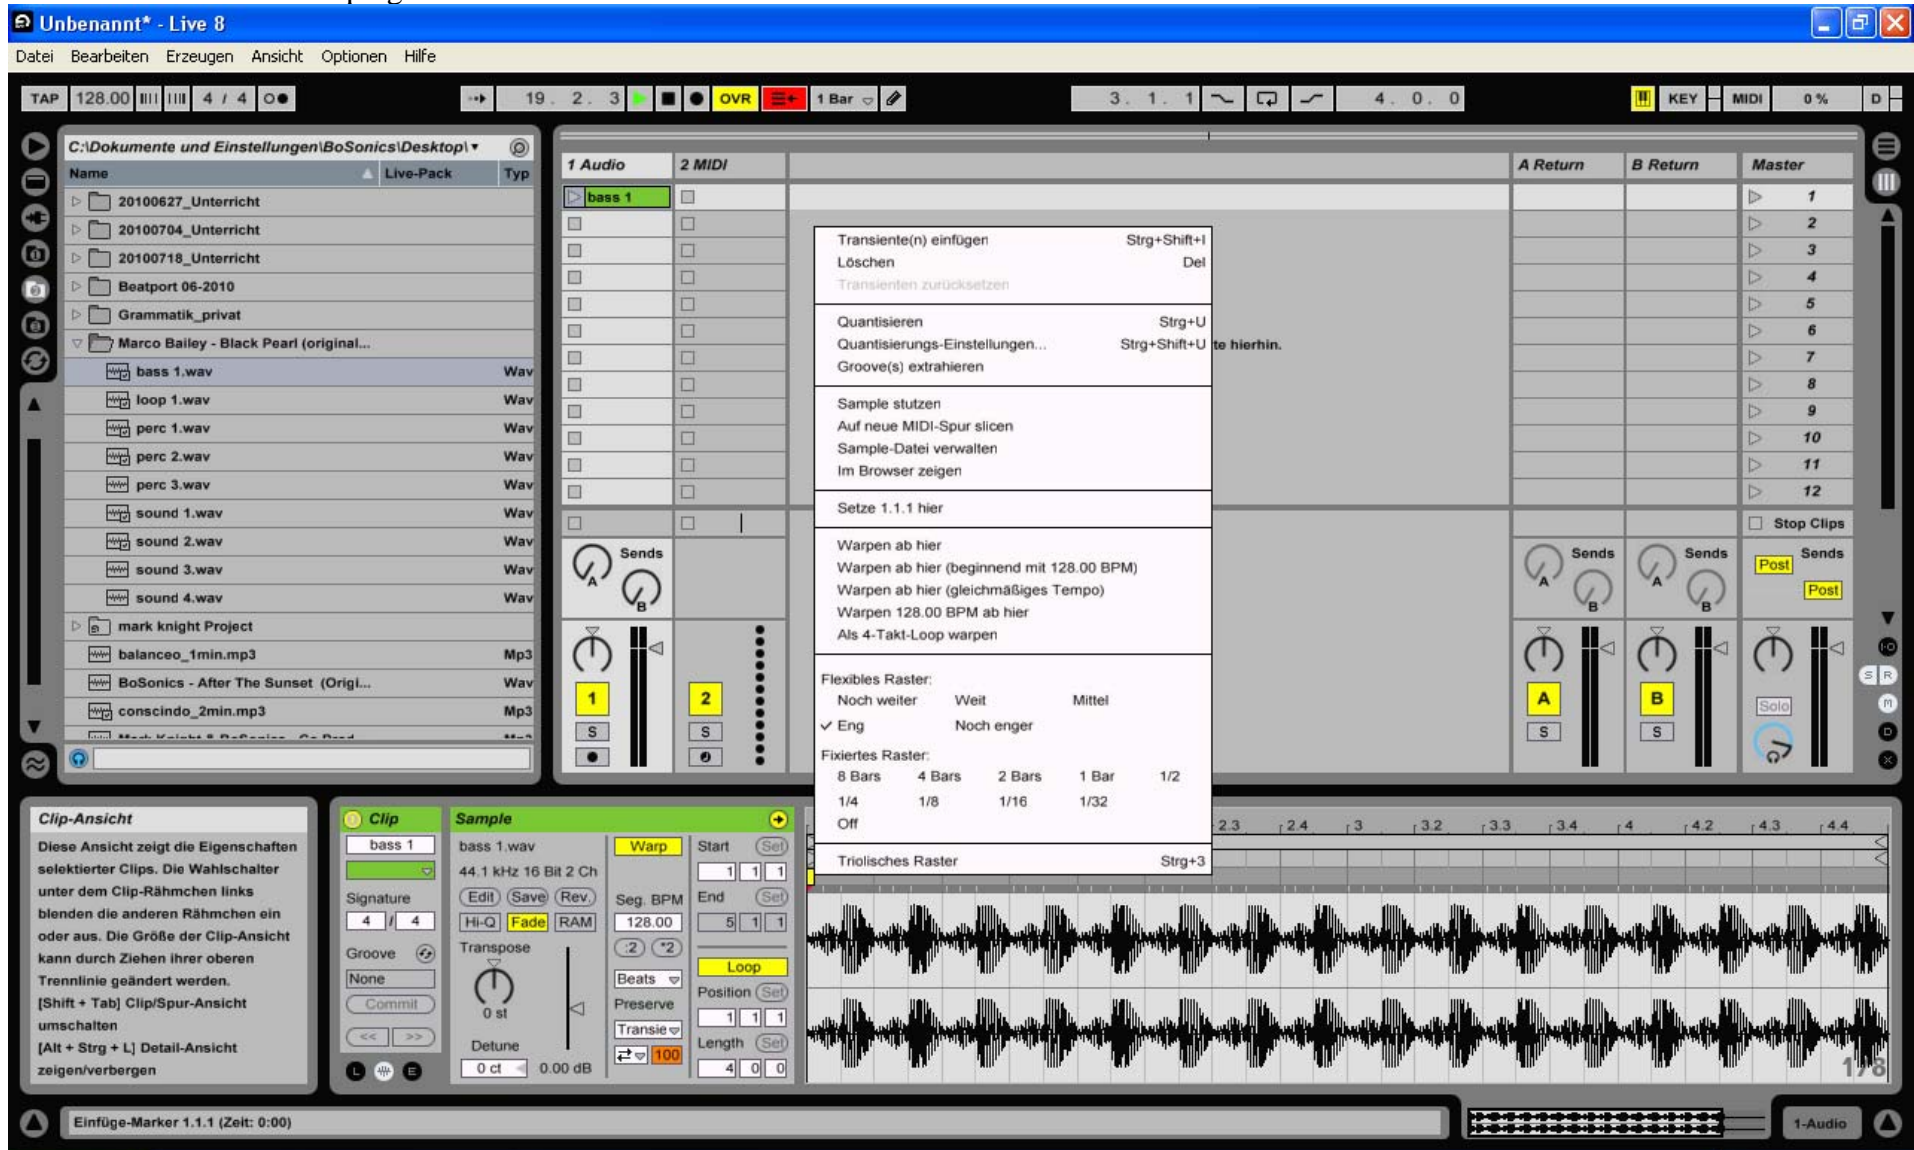 Unbenannt* - Live 8
Datei Bearbeiten Erzeugen Ansicht Optionen Hilfe
TAP 128.00 4 / 4 19. 2. 3 OVR 1 Bar 3. 1. 1 4. 0. 0 KEY MIDI 0 % D
C:\Dokumente und Einstellungen\BoSonics\Desktop\
Name Live-Pack Typ
20100627_Unterricht
20100704_Unterricht
20100718_Unterricht
Beatport 06-2010
Grammatik_privat
Marco Bailey - Black Pearl (original...
bass 1.wav Wav
loop 1.wav Wav
perc 1.wav Wav
perc 2.wav Wav
perc 3.wav Wav
sound 1.wav Wav
sound 2.wav Wav
sound 3.wav Wav
sound 4.wav Wav
mark knight Project
balanceo_1min.mp3 Mp3
BoSonics - After The Sunset (Origi... Wav
conscindo_2min.mp3 Mp3
1 Audio 2 MIDI A Return B Return Master
bass 1
1
2
3
4
5
6
7
8
9
10
11
12
Stop Clips
Sends Sends Sends Sends
A B A B A B Post Post
1 2 A B Solo
S S S S
te hierhin.
Transiente(n) einfügen Strg+Shift+I
Löschen Del
Transienten zurücksetzen
Quantisieren Strg+U
Quantisierungs-Einstellungen... Strg+Shift+U
Groove(s) extrahieren
Sample stutzen
Auf neue MIDI-Spur slicen
Sample-Datei verwalten
Im Browser zeigen
Setze 1.1.1 hier
Warpen ab hier
Warpen ab hier (beginnend mit 128.00 BPM)
Warpen ab hier (gleichmäßiges Tempo)
Warpen 128.00 BPM ab hier
Als 4-Takt-Loop warpen
Flexibles Raster:
Noch weiter Weit Mittel
Eng Noch enger
Fixiertes Raster:
8 Bars 4 Bars 2 Bars 1 Bar 1/2
1/4 1/8 1/16 1/32
Off
Triolisches Raster Strg+3
I-O
S R
M
D
X
Clip-Ansicht
Diese Ansicht zeigt die Eigenschaften
selektierter Clips. Die Wahlschalter
unter dem Clip-Rähmchen links
blenden die anderen Rähmchen ein
oder aus. Die Größe der Clip-Ansicht
kann durch Ziehen ihrer oberen
Trennlinie geändert werden.
[Shift + Tab] Clip/Spur-Ansicht
umschalten
[Alt + Strg + L] Detail-Ansicht
zeigen/verbergen
Clip
bass 1
Signature
4 / 4
Groove
None
Commit
<< >>
L E
Sample
bass 1.wav
44.1 kHz 16 Bit 2 Ch
Edit Save Rev.
Hi-Q Fade RAM
Transpose
0 st
Detune
0 ct 0.00 dB
Warp
Seg. BPM
128.00
:2 *2
Beats
Preserve
Transie
100
Start Set
1 1 1
End Set
5 1 1
Loop
Position Set
1 1 1
Length Set
4 0 0
2.3 2.4 3 3.2 3.3 3.4 4 4.2 4.3 4.4
1/8
Einfüge-Marker 1.1.1 (Zeit: 0:00)
1-Audio